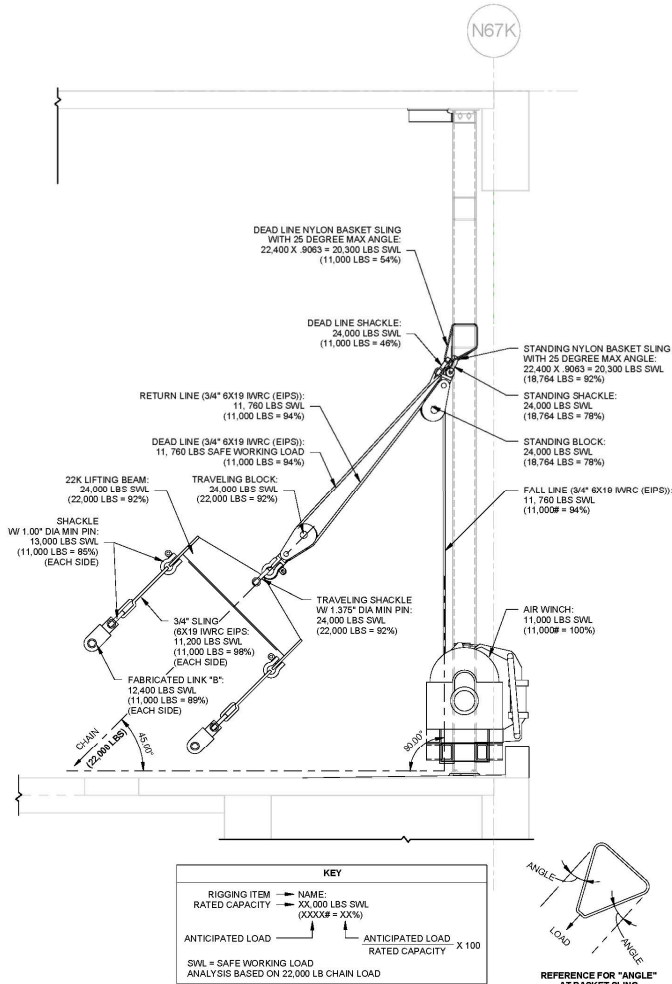 N67K
DEAD LINE NYLON BASKET SLING
WITH 25 DEGREE MAX ANGLE:
22,400 X .9063 = 20,300 LBS SWL
(11,000 LBS = 54%)
DEAD LINE SHACKLE:
24,000 LBS SWL
(11,000 LBS = 46%)
STANDING NYLON BASKET SLING
WITH 25 DEGREE MAX ANGLE:
22,400 X .9063 = 20,300 LBS SWL
(18,764 LBS = 92%)
RETURN LINE (3/4" 6X19 IWRC (EIPS)):
11, 760 LBS SWL
(11,000 LBS = 94%)
STANDING SHACKLE:
24,000 LBS SWL
(18,764 LBS = 78%)
DEAD LINE (3/4" 6X19 IWRC (EIPS)):
11, 760 LBS SAFE WORKING LOAD
(11,000 LBS = 94%)
STANDING BLOCK:
24,000 LBS SWL
(18,764 LBS = 78%)
22K LIFTING BEAM:
24,000 LBS SWL
(22,000 LBS = 92%)
TRAVELING BLOCK:
24,000 LBS SWL
(22,000 LBS = 92%)
FALL LINE (3/4" 6X19 IWRC (EIPS)):
11, 760 LBS SWL
(11,000# = 94%)
SHACKLE
W/ 1.00" DIA MIN PIN:
13,000 LBS SWL
(11,000 LBS = 85%)
(EACH SIDE)
TRAVELING SHACKLE
W/ 1.375" DIA MIN PIN:
24,000 LBS SWL
(22,000 LBS = 92%)
AIR WINCH:
11,000 LBS SWL
(11,000# = 100%)
3/4" SLING
(6X19 IWRC EIPS:
11,200 LBS SWL
(11,000 LBS = 98%)
(EACH SIDE)
FABRICATED LINK "B":
12,400 LBS SWL
(11,000 LBS = 89%)
(EACH SIDE)
CHAIN
(22,000 LBS)
45.00°
90.00°
KEY
RIGGING ITEM NAME:
RATED CAPACITY XX,000 LBS SWL
(XXXX# = XX%)
ANTICIPATED LOAD ANTICIPATED LOAD
RATED CAPACITY X 100
SWL = SAFE WORKING LOAD
ANALYSIS BASED ON 22,000 LB CHAIN LOAD
ANGLE
LOAD
ANGLE
REFERENCE FOR "ANGLE"
AT BASKET SLING